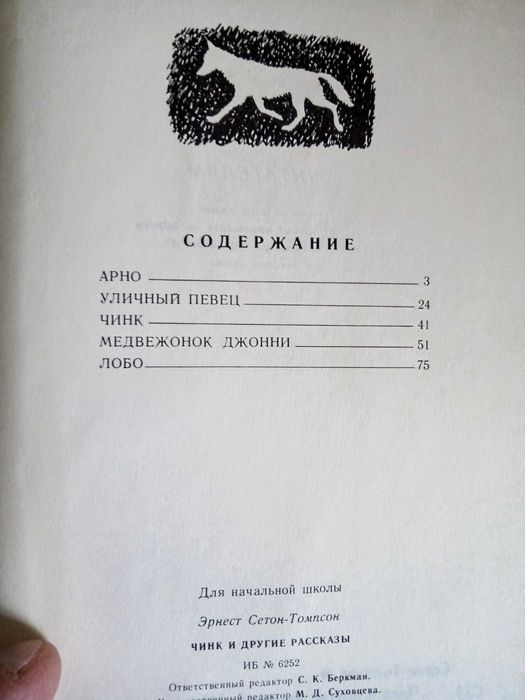 СОДЕРЖАНИЕ
АРНО 3
УЛИЧНЫЙ ПЕВЕЦ 24
ЧИНК 41
МЕДВЕЖОНОК ДЖОННИ 51
ЛОБО 75
Для начальной школы
Эрнест Сетон-Томпсон
ЧИНК И ДРУГИЕ РАССКАЗЫ
ИБ № 6252
Ответственный редактор С. К. Беркман.
редактор М. Д. Суховцева.